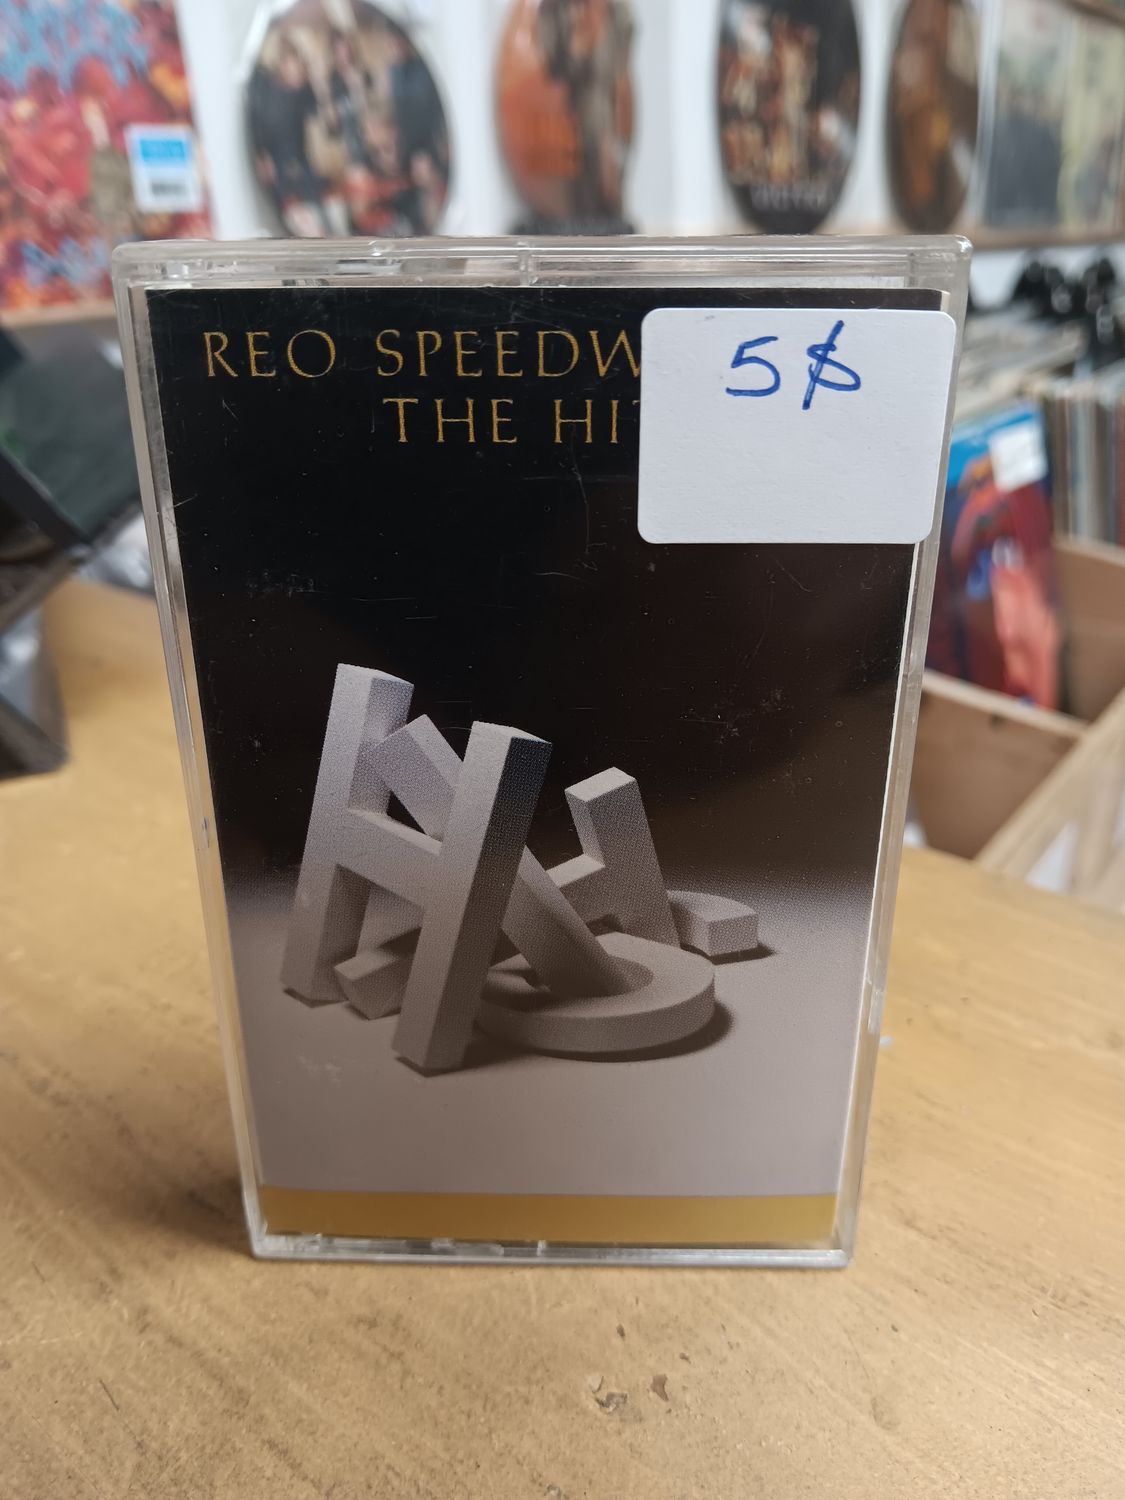 REO SPEEDW
THE HIT
5$